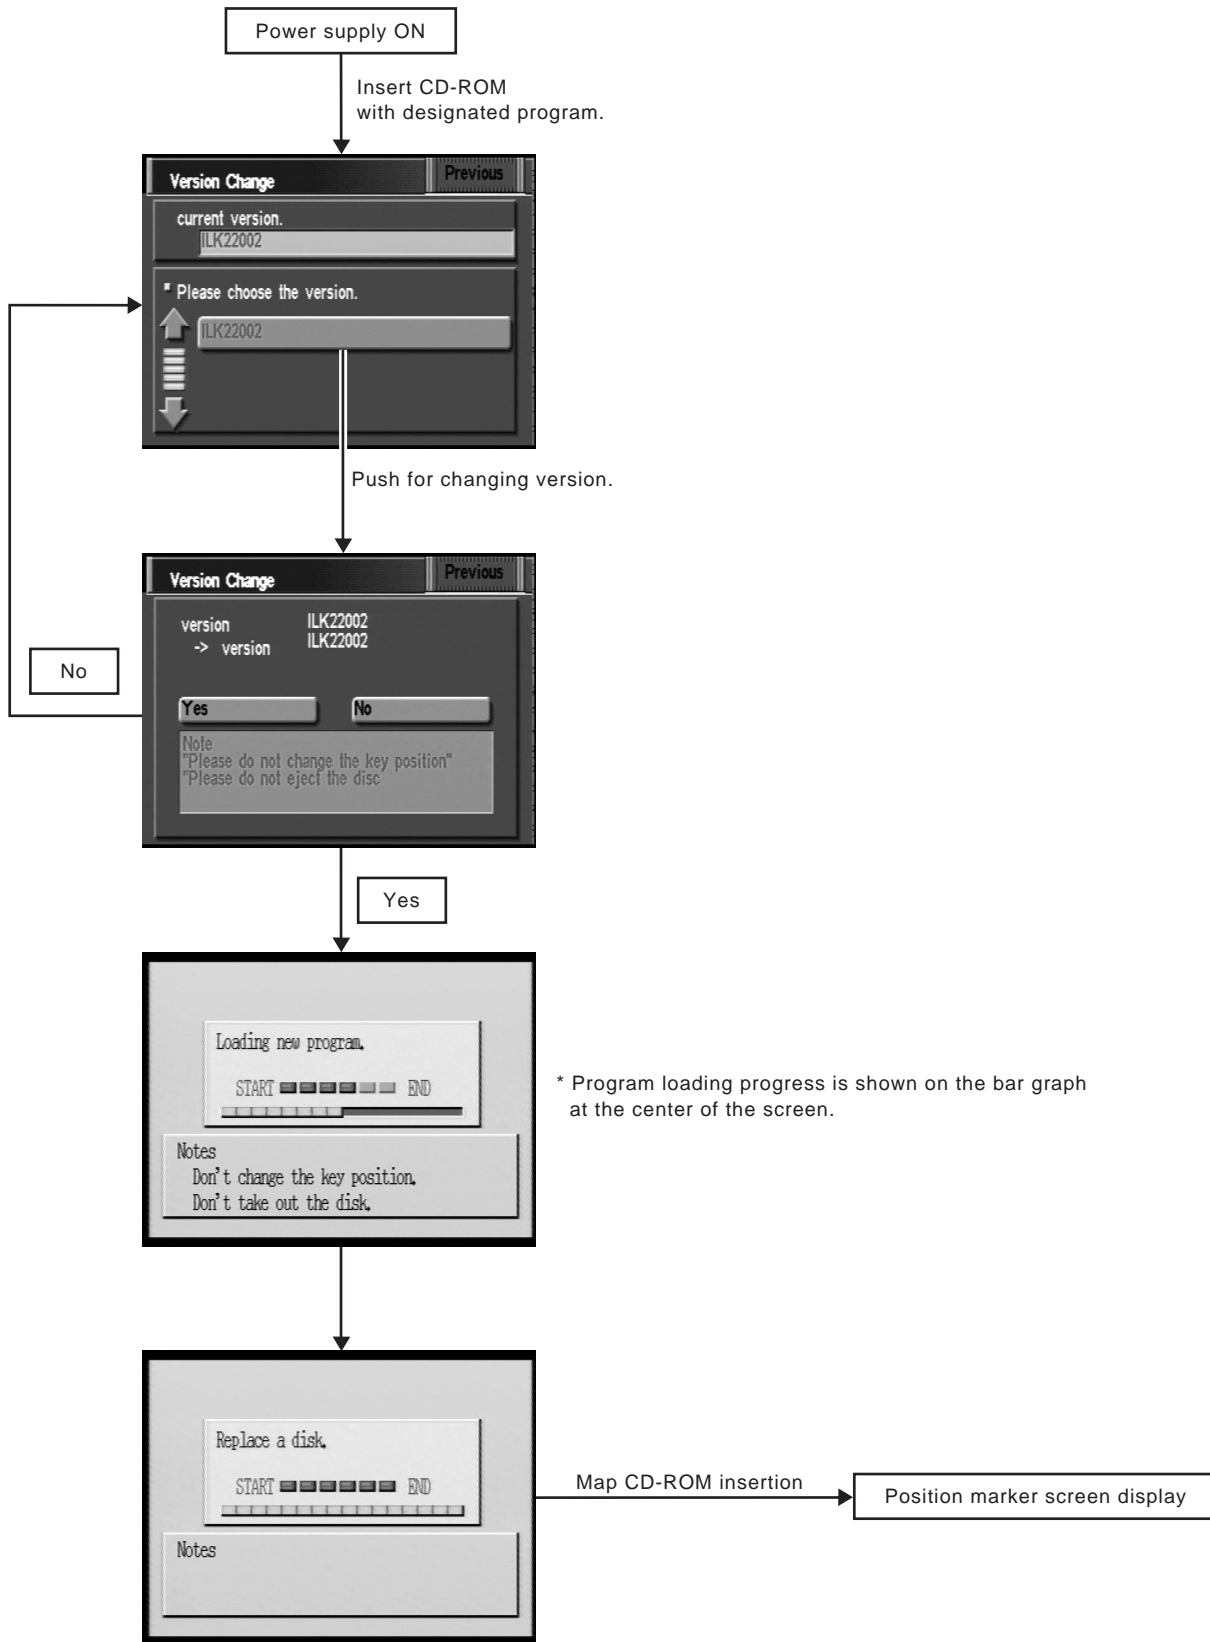 Power supply ON
Insert CD-ROM
with designated program.
Version Change
Previous
current version.
ILK22002
Please choose the version.
ILK22002
Push for changing version.
Version Change
Previous
version ILK22002
-> version ILK22002
Yes
No
Note
"Please do not change the key position"
"Please do not eject the disc
No
Yes
Loading new program.
START END
Notes
Don't change the key position.
Don't take out the disk.
* Program loading progress is shown on the bar graph
at the center of the screen.
Replace a disk.
START END
Notes
Map CD-ROM insertion
Position marker screen display